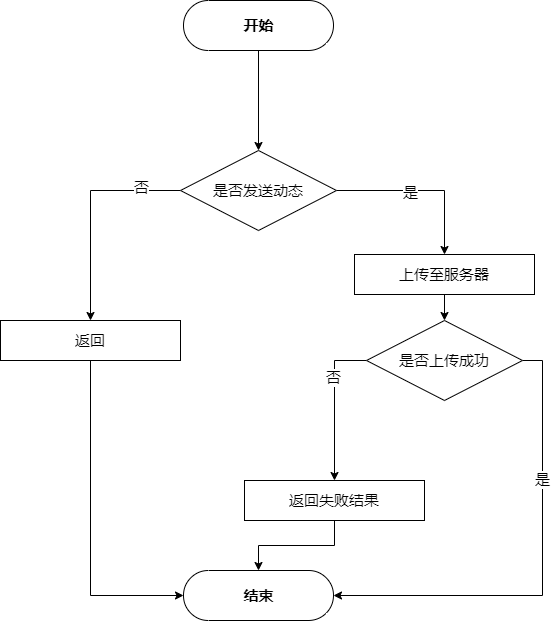 开始
是否发送动态
否
是
上传至服务器
返回
是否上传成功
否
是
返回失败结果
结束